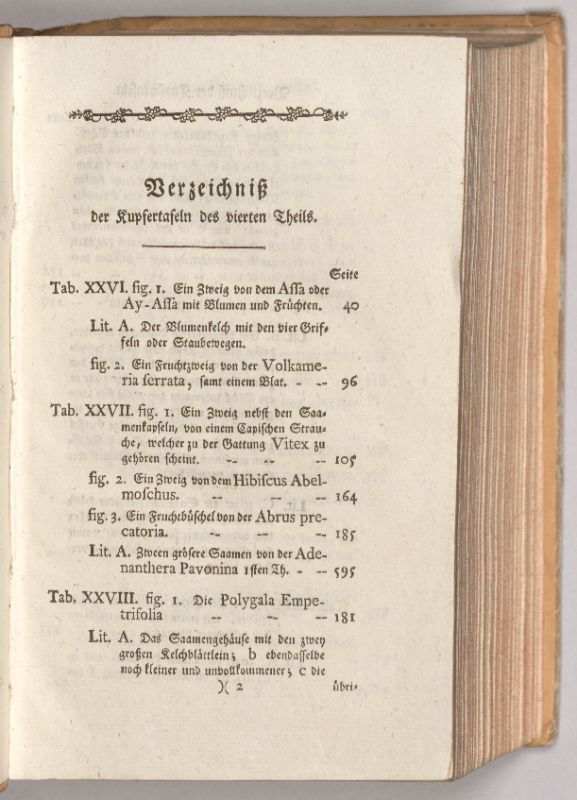 Verzeichniß
der Kupfertafeln des vierten Theils.
Seite
Tab. XXVI. fig. 1. Ein Zweig von dem Assa oder
Ay-Assa mit Blumen und Früchten. 40
Lit. A. Der Blumenkelch mit den vier Grif-
feln oder Staubewegen.
fig. 2. Ein Fruchtzweig von der Volkame-
ria serrata, samt einem Blat. - -- 96
Tab. XXVII. fig. 1. Ein Zweig nebst den Saa-
menkapseln, von einem Capischen Strau-
che, welcher zu der Gattung Vitex zu
gehören scheint. -- -- -- 105
fig. 2. Ein Zweig von dem Hibiscus Abel-
moschus. -- -- -- 164
fig. 3. Ein Fruchtbüschel von der Abrus pre-
catoria. -- -- -- 185
Lit. A. Zween grösere Saamen von der Ade-
nanthera Pavonina 1sten Th. - -- 595
Tab. XXVIII. fig. 1. Die Polygala Empe-
trifolia -- -- -- 181
Lit. A. Das Saamengehäuse mit den zwey
großen Kelchblättlein; b ebendasselbe
noch kleiner und unvollkommener; c die
)( 2 übri-